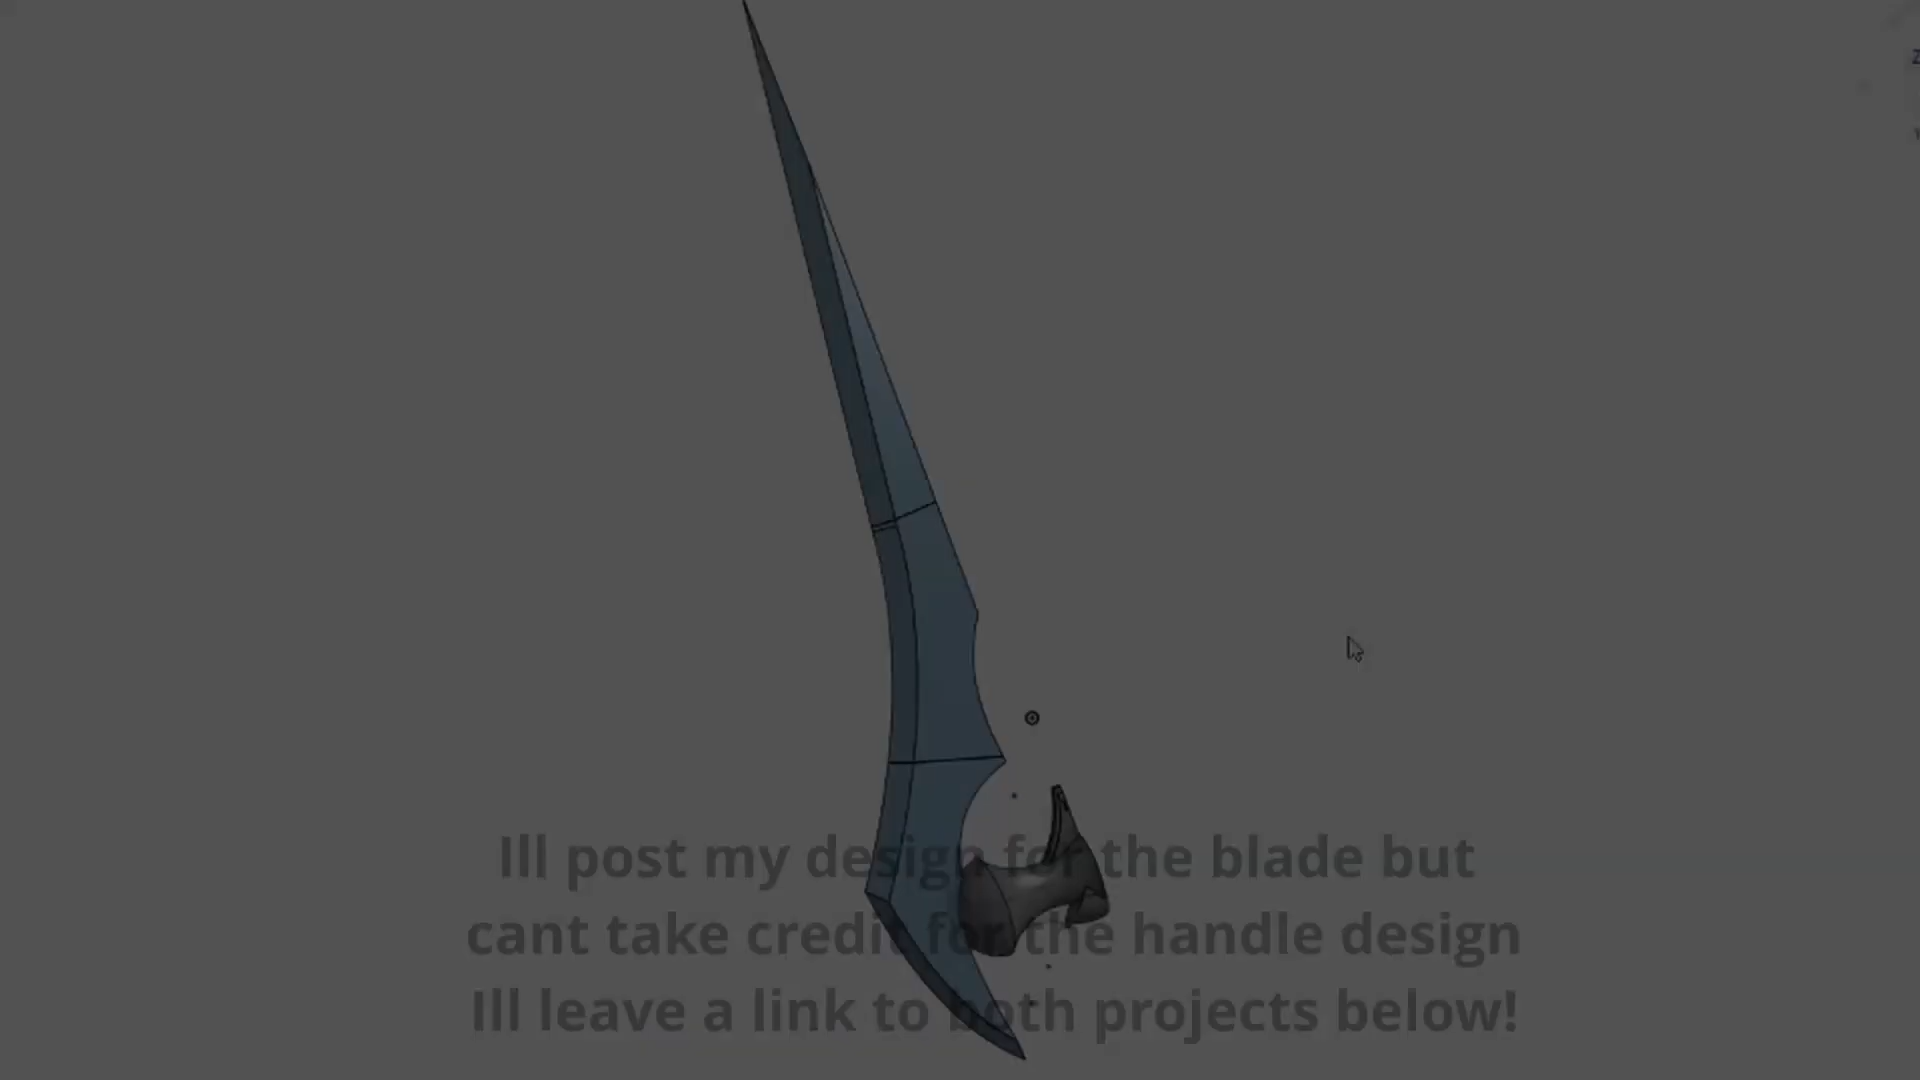 Z
Ill post my design for the blade but
cant take credit for the handle design
Ill leave a link to both projects below!